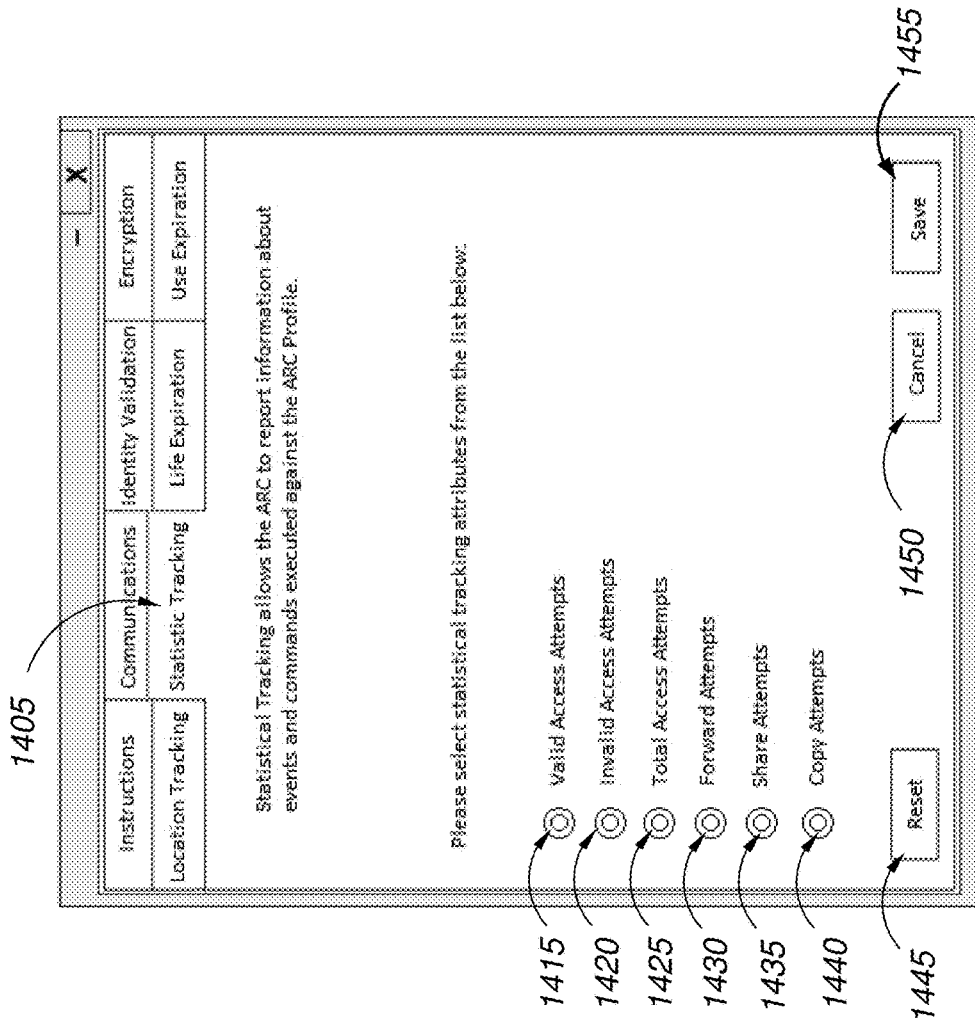 1405
– X
Instructions Communications Identity Validation Encryption
Location Tracking Statistic Tracking Life Expiration Use Expiration
Statistical Tracking allows the ARC to report information about
events and commands executed against the ARC Profile.
Please select statistical tracking attributes from the list below:
1415 Valid Access Attempts
1420 Invalid Access Attempts
1425 Total Access Attempts
1430 Forward Attempts
1435 Share Attempts
1440 Copy Attempts
Reset Cancel Save
1445 1450 1455